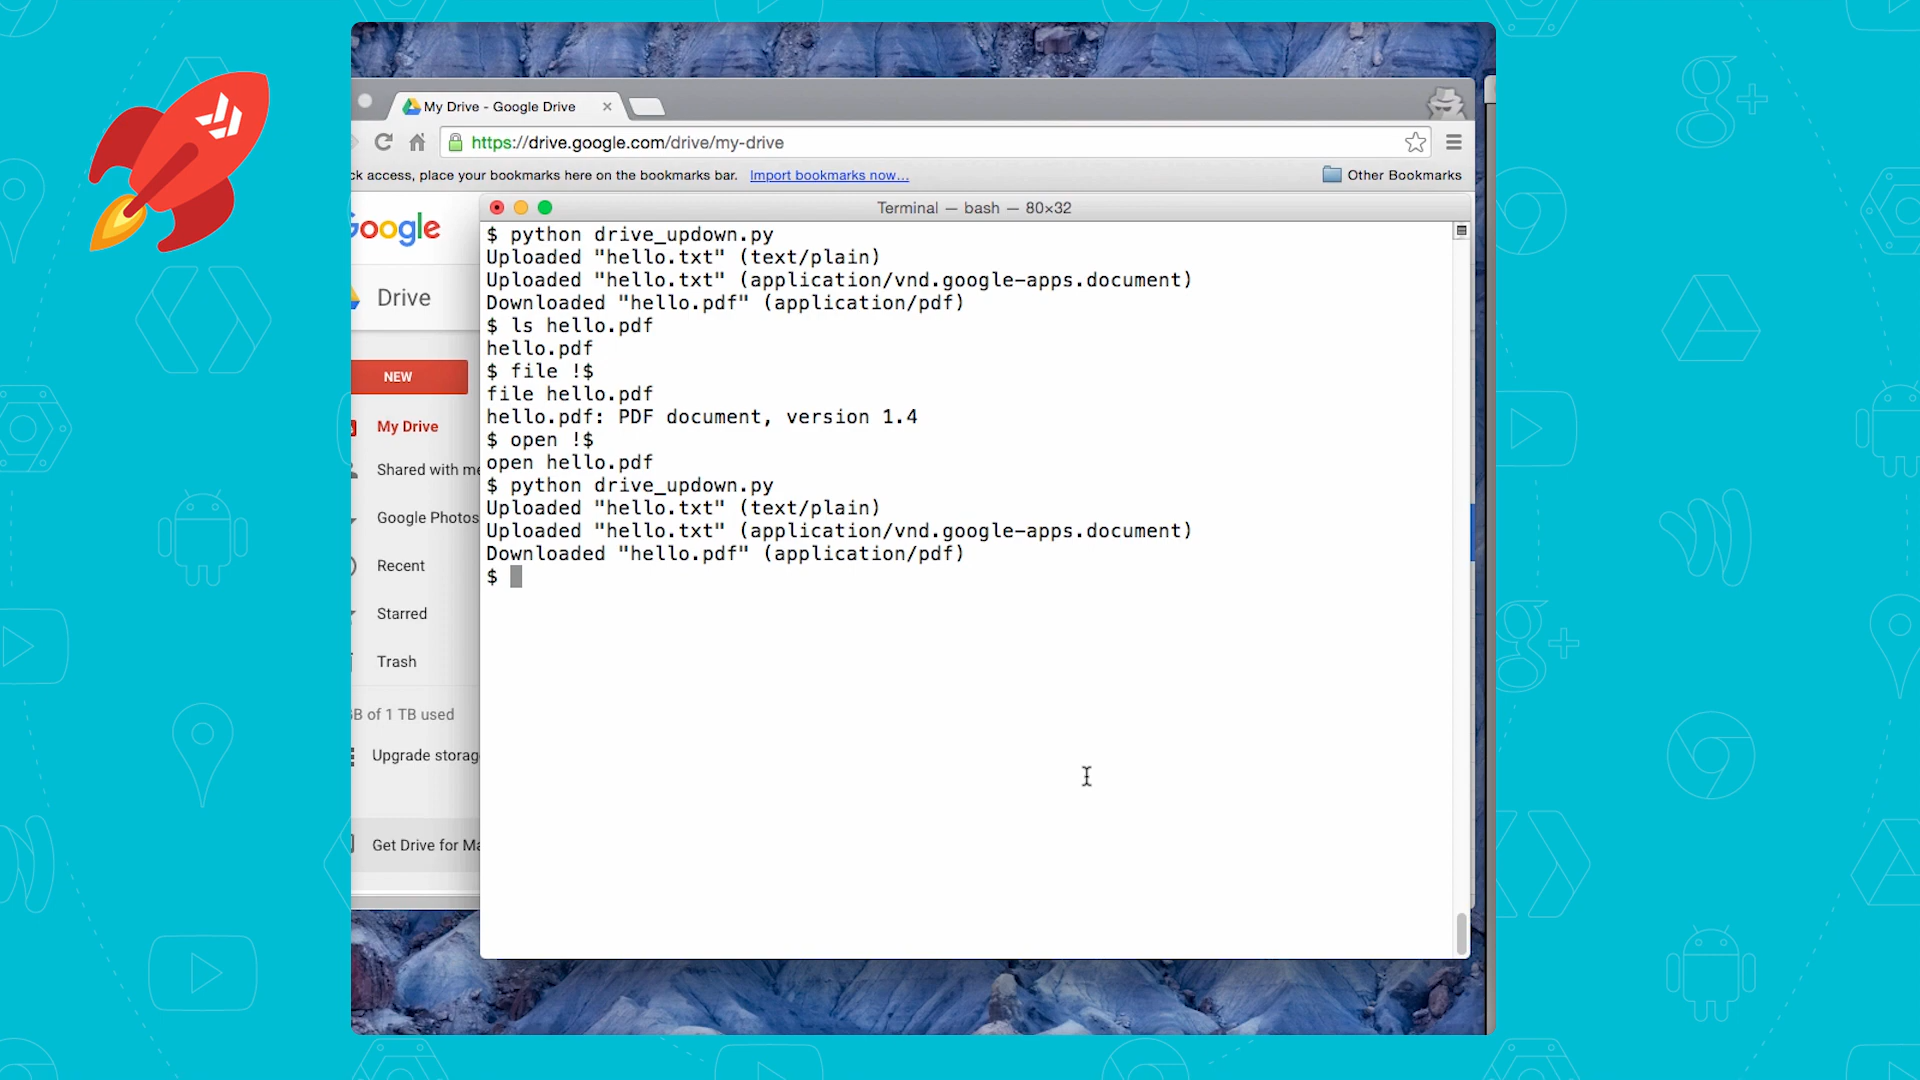 My Drive - Google Drive
https://drive.google.com/drive/my-drive
access, place your bookmarks here on the bookmarks bar. Import bookmarks now...
Other Bookmarks
Google
Drive
NEW
My Drive
Shared with
Google Photos
Recent
Starred
Trash
of 1 TB used
Upgrade
Get Drive for
Terminal — bash — 80×32
$ python drive_updown.py
Uploaded "hello.txt" (text/plain)
Uploaded "hello.txt" (application/vnd.google-apps.document)
Downloaded "hello.pdf" (application/pdf)
$ ls hello.pdf
hello.pdf
$ file !$
file hello.pdf
hello.pdf: PDF document, version 1.4
$ open !$
open hello.pdf
$ python drive_updown.py
Uploaded "hello.txt" (text/plain)
Uploaded "hello.txt" (application/vnd.google-apps.document)
Downloaded "hello.pdf" (application/pdf)
$